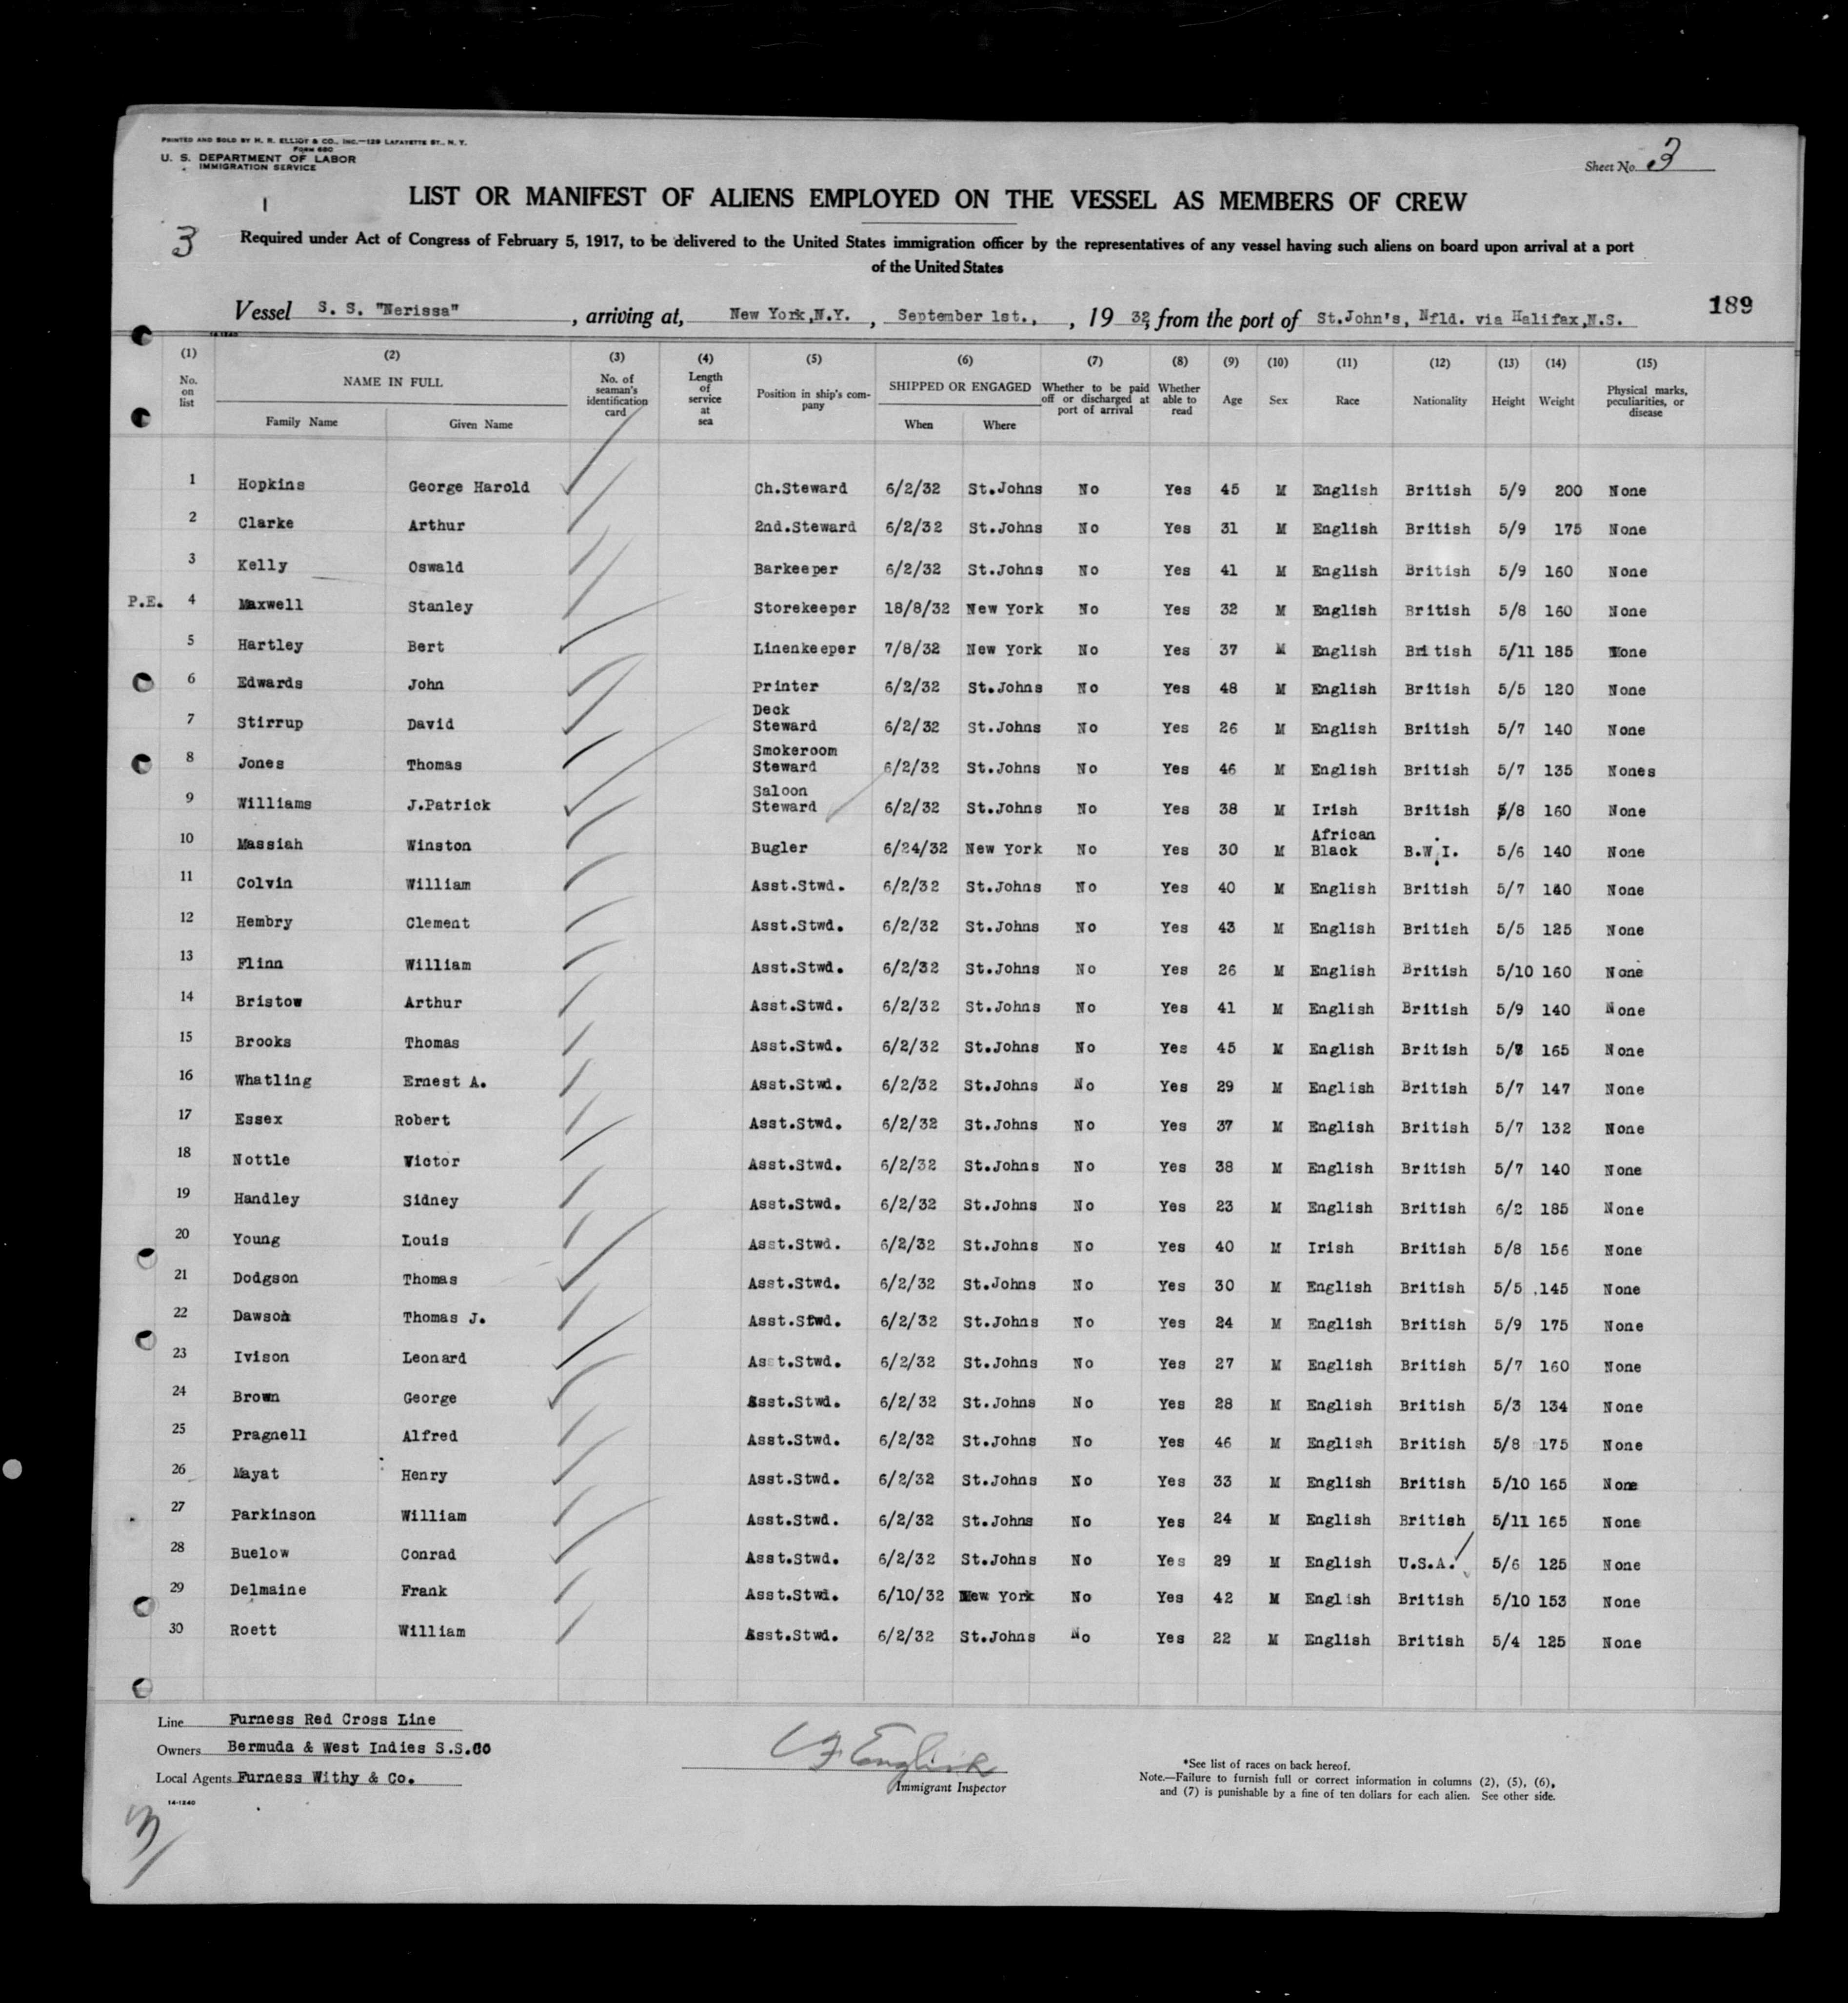 PRINTED AND SOLD BY H. R. ELLIOT & CO., INC.—129 LAFAYETTE ST., N. Y.
FORM 680
U. S. DEPARTMENT OF LABOR
IMMIGRATION SERVICE
Sheet No. 3
LIST OR MANIFEST OF ALIENS EMPLOYED ON THE VESSEL AS MEMBERS OF CREW
3
Required under Act of Congress of February 5, 1917, to be delivered to the United States immigration officer by the representatives of any vessel having such aliens on board upon arrival at a port
of the United States
189
Vessel S. S. "Nerissa", arriving at, New York,N.Y., September 1st., , 19 32, from the port of St.John's, Nfld. via Halifax,N.S.
14-1240
(1) (2) (3) (4) (5) (6) (7) (8) (9) (10) (11) (12) (13) (14) (15)
No. on list NAME IN FULL Family Name Given Name No. of seaman's identification card Length of service at sea Position in ship's company SHIPPED OR ENGAGED When Where Whether to be paid off or discharged at port of arrival Whether able to read Age Sex Race Nationality Height Weight Physical marks, peculiarities, or disease
1 Hopkins George Harold Ch.Steward 6/2/32 St.Johns No Yes 45 M English British 5/9 200 None
2 Clarke Arthur 2nd.Steward 6/2/32 St.Johns No Yes 31 M English British 5/9 175 None
3 Kelly Oswald Barkeeper 6/2/32 St.Johns No Yes 41 M English British 5/9 160 None
P.E. 4 Maxwell Stanley Storekeeper 18/8/32 New York No Yes 32 M English British 5/8 160 None
5 Hartley Bert Linenkeeper 7/8/32 New York No Yes 37 M English British 5/11 185 None
6 Edwards John Printer 6/2/32 St.Johns No Yes 48 M English British 5/5 120 None
7 Stirrup David Deck Steward 6/2/32 St.Johns No Yes 26 M English British 5/7 140 None
8 Jones Thomas Smokeroom Steward 6/2/32 St.Johns No Yes 46 M English British 5/7 135 Nones
9 Williams J.Patrick Saloon Steward 6/2/32 St.Johns No Yes 38 M Irish British 5/8 160 None
10 Massiah Winston Bugler 6/24/32 New York No Yes 30 M African Black B.W.I. 5/6 140 None
11 Colvin William Asst.Stwd. 6/2/32 St.Johns No Yes 40 M English British 5/7 140 None
12 Hembry Clement Asst.Stwd. 6/2/32 St.Johns No Yes 43 M English British 5/5 125 None
13 Flinn William Asst.Stwd. 6/2/32 St.Johns No Yes 26 M English British 5/10 160 None
14 Bristow Arthur Asst.Stwd. 6/2/32 St.Johns No Yes 41 M English British 5/9 140 None
15 Brooks Thomas Asst.Stwd. 6/2/32 St.Johns No Yes 45 M English British 165 None
16 Whatling Ernest A. Asst.Stwd. 6/2/32 St.Johns No Yes 29 M English British 5/7 147 None
17 Essex Robert Asst.Stwd. 6/2/32 St.Johns No Yes 37 M English British 5/7 132 None
18 Nottle Victor Asst.Stwd. 6/2/32 St.Johns No Yes 38 M English British 5/7 140 None
19 Handley Sidney Asst.Stwd. 6/2/32 St.Johns No Yes 23 M English British 6/2 185 None
20 Young Louis Asst.Stwd. 6/2/32 St.Johns No Yes 40 M Irish British 5/8 156 None
21 Dodgson Thomas Asst.Stwd. 6/2/32 St.Johns No Yes 30 M English British 5/5 145 None
22 Dawson Thomas J. Asst.Stwd. 6/2/32 St.Johns No Yes 24 M English British 5/9 175 None
23 Ivison Leonard Asst.Stwd. 6/2/32 St.Johns No Yes 27 M English British 5/7 160 None
24 Brown George Asst.Stwd. 6/2/32 St.Johns No Yes 28 M English British 5/3 134 None
25 Pragnell Alfred Asst.Stwd. 6/2/32 St.Johns No Yes 46 M English British 5/8 175 None
26 Mayat Henry Asst.Stwd. 6/2/32 St.Johns No Yes 33 M English British 5/10 165 None
27 Parkinson William Asst.Stwd. 6/2/32 St.Johns No Yes 24 M English British 5/11 165 None
28 Buelow Conrad Asst.Stwd. 6/2/32 St.Johns No Yes 29 M English U.S.A. 5/6 125 None
29 Delmaine Frank Asst.Stwd. 6/10/32 New York No Yes 42 M English British 5/10 153 None
30 Roett William Asst.Stwd. 6/2/32 St.Johns No Yes 22 M English British 5/4 125 None
Line Furness Red Cross Line
Owners Bermuda & West Indies S.S.CO
Local Agents Furness Withy & Co.
14-1240
English
Immigrant Inspector
*See list of races on back hereof.
Note.—Failure to furnish full or correct information in columns (2), (5), (6),
and (7) is punishable by a fine of ten dollars for each alien. See other side.
3